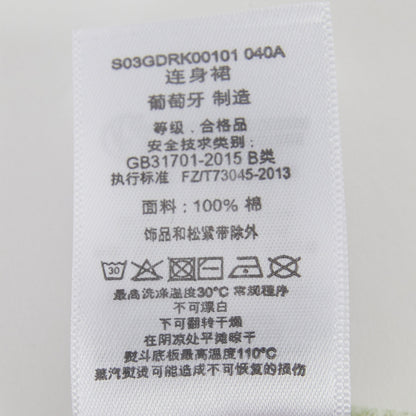 S03GDRK00101 040A
连身裙
葡萄牙 制造
等级．合格品
安全技术类别：
GB31701-2015 B类
执行标准 FZ/T73045-2013
面料：100% 棉
饰品和松紧带除外
30
最高洗涤温度30℃ 常规程序
不可漂白
不可翻转干燥
在阴凉处平摊晾干
熨斗底板最高温度110℃
蒸汽熨烫可能造成不可恢复的损伤